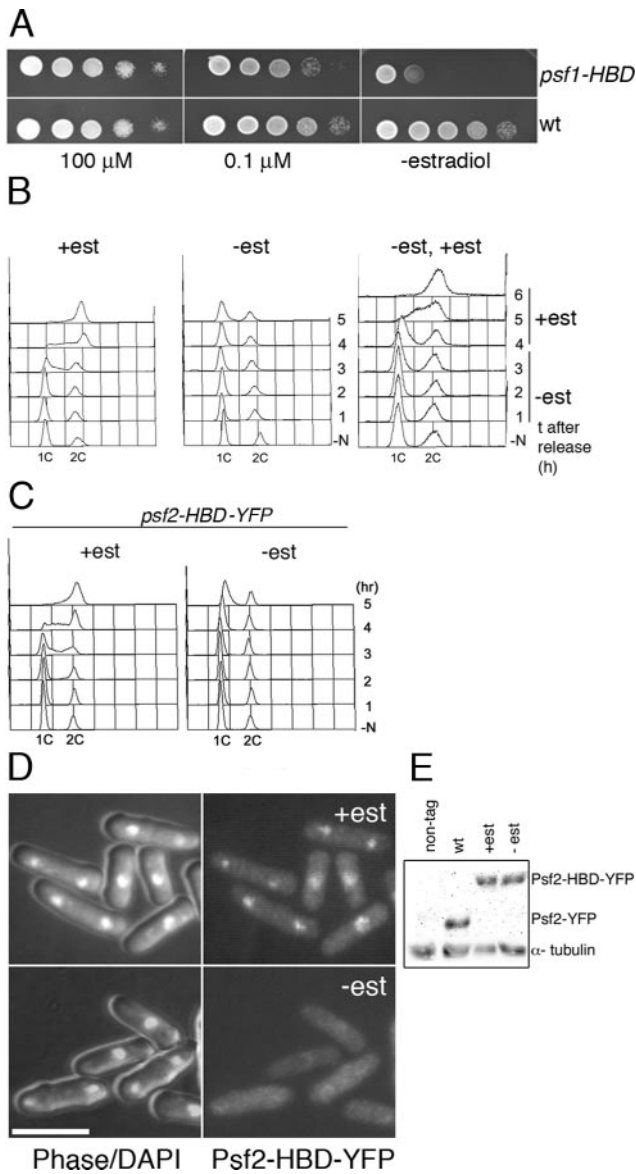 A
psf1-HBD
wt
100 µM
0.1 µM
-estradiol
B
+est
-est
-est, +est
6
5
5
+est
4
4
3
3
2
2
-est
1
1
t after
-N
-N
release
1C
2C
1C
2C
1C
2C
(h)
C
psf2-HBD-YFP
+est
-est
(hr)
5
4
3
2
1
-N
1C
2C
1C
2C
D
+est
-est
Phase/DAPI
Psf2-HBD-YFP
E
non-tag
wt
+est
- est
Psf2-HBD-YFP
Psf2-YFP
α- tubulin